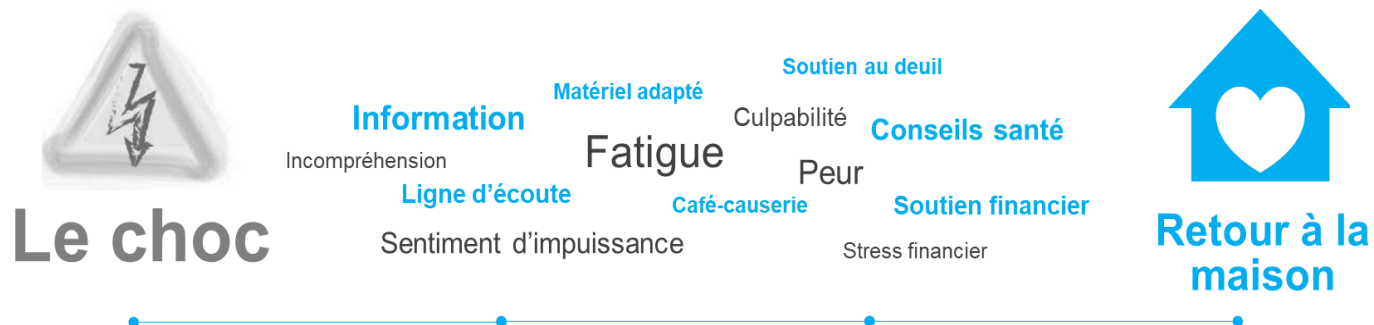 Soutien au deuil
Matériel adapté
Information
Culpabilité
Conseils santé
Incompréhension
Fatigue
Peur
Ligne d'écoute
Café-causerie
Soutien financier
Le choc
Sentiment d'impuissance
Stress financier
Retour à la
maison